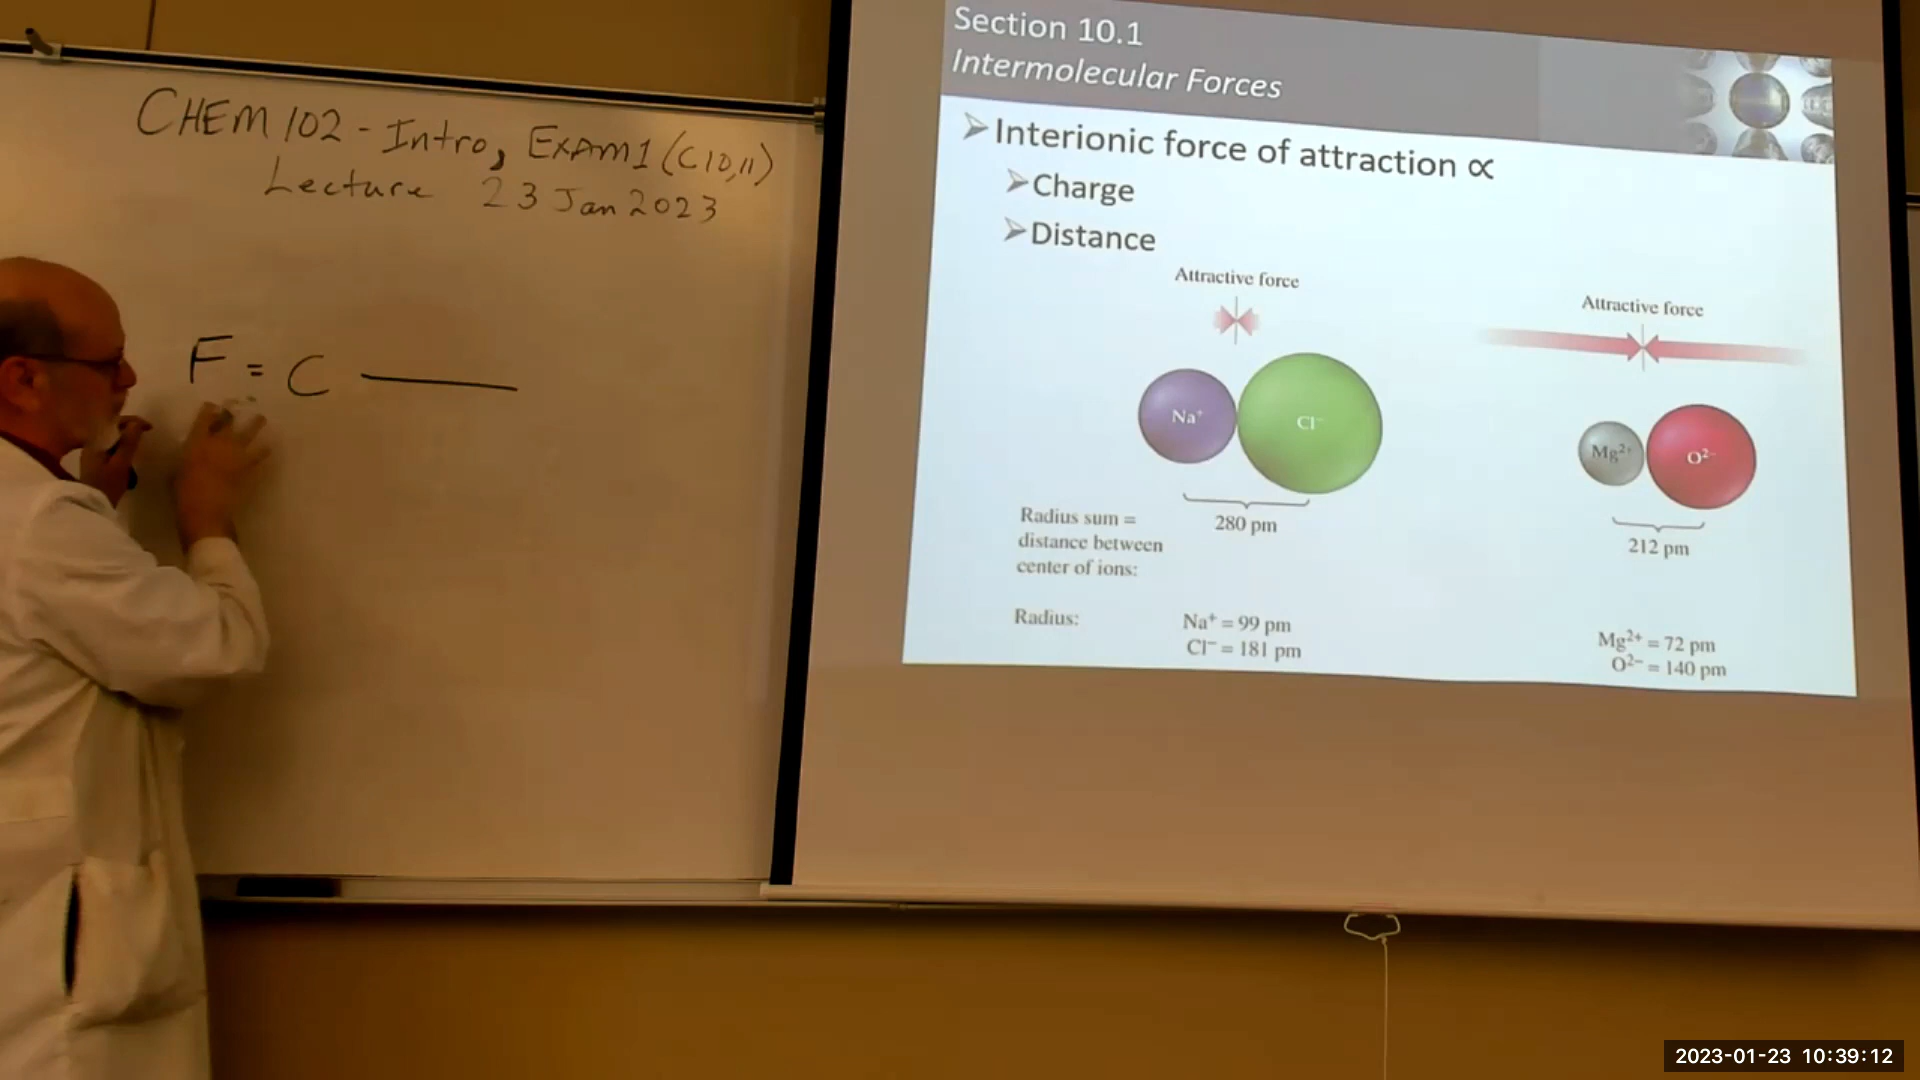 CHEM 102 - Intro, EXAM1 (C10,11)
Lecture 23 Jan 2023
F = C
Section 10.1
Intermolecular Forces
➢Interionic force of attraction ∝
➢Charge
➢Distance
Attractive force
Attractive force
Na⁺
Cl⁻
Mg²⁺
O²⁻
280 pm
212 pm
Radius sum =
distance between
center of ions:
Radius:
Na⁺ = 99 pm
Cl⁻ = 181 pm
Mg²⁺ = 72 pm
O²⁻ = 140 pm
2023-01-23 10:39:12